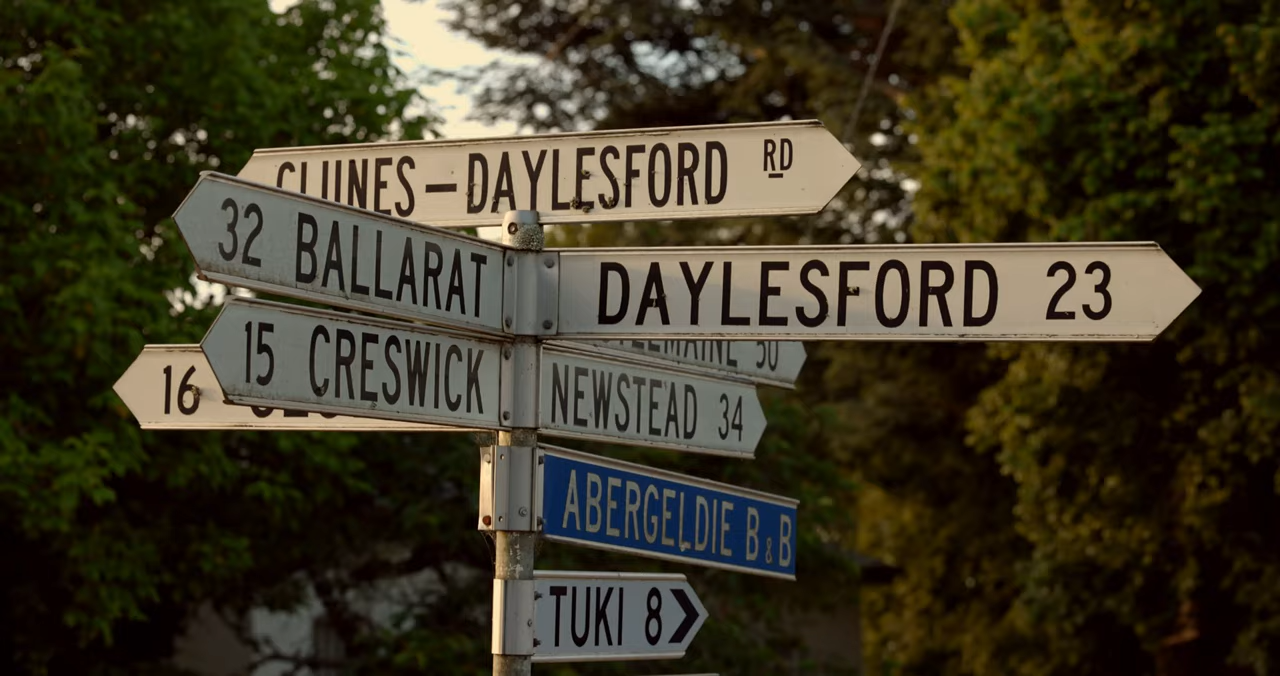 CLUNES – DAYLESFORD RD
32 BALLARAT
DAYLESFORD 23
15 CRESWICK
50
NEWSTEAD 34
16
ABERGELDIE B & B
TUKI 8